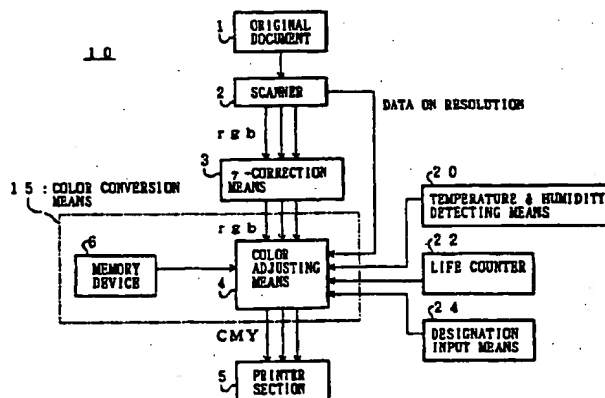 10
1
ORIGINAL
DOCUMENT
2
SCANNER
DATA ON RESOLUTION
rgb
3
γ-CORRECTION
MEANS
20
TEMPERATURE & HUMIDITY
DETECTING MEANS
15:COLOR CONVERSION
MEANS
rgb
6
MEMORY
DEVICE
COLOR
ADJUSTING
MEANS
4
22
LIFE COUNTER
24
DESIGNATION
INPUT MEANS
CMY
5
PRINTER
SECTION